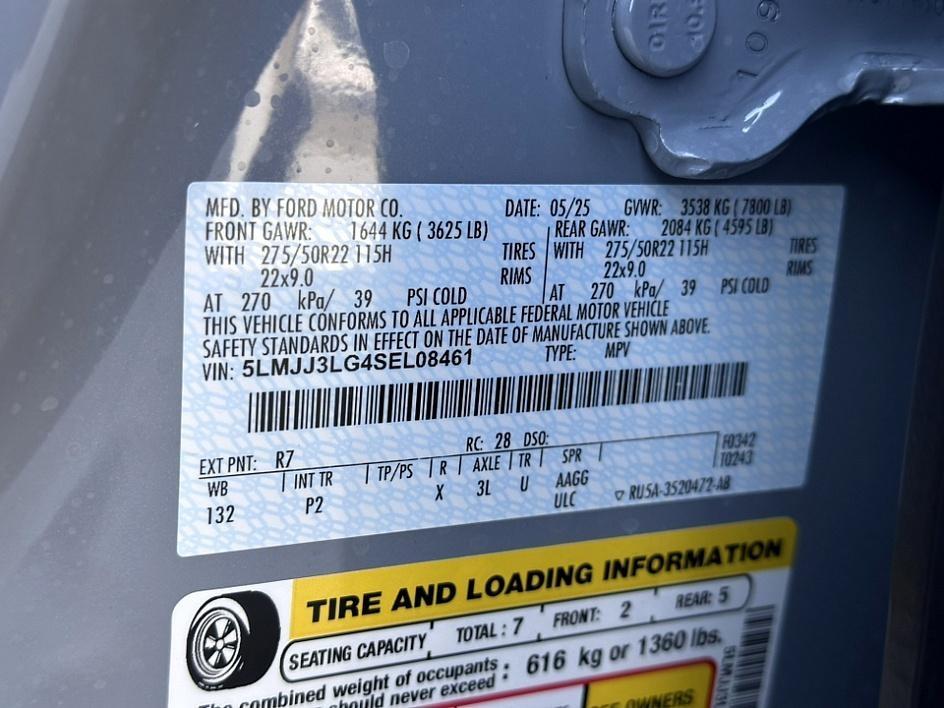 MFD. BY FORD MOTOR CO. DATE: 05/25 GVWR: 3538 KG ( 7800 LB)
FRONT GAWR: 1644 KG ( 3625 LB) REAR GAWR: 2084 KG ( 4595 LB)
WITH 275/50R22 115H TIRES WITH 275/50R22 115H TIRES
22x9.0 RIMS 22x9.0 RIMS
AT 270 kPa/ 39 PSI COLD AT 270 kPa/ 39 PSI COLD
THIS VEHICLE CONFORMS TO ALL APPLICABLE FEDERAL MOTOR VEHICLE
SAFETY STANDARDS IN EFFECT ON THE DATE OF MANUFACTURE SHOWN ABOVE.
VIN: 5LMJJ3LG4SEL08461 TYPE: MPV
EXT PNT: R7 RC: 28 DSO: F0342
WB INT TR TP/PS R AXLE TR SPR T0243
132 P2 X 3L U AAGG
ULC ▽ RU5A-3520472-AB
TIRE AND LOADING INFORMATION
SEATING CAPACITY TOTAL : 7 FRONT: 2 REAR: 5
The combined weight of occupants : 616 kg or 1360 lbs.
should never exceed :
OWNERS